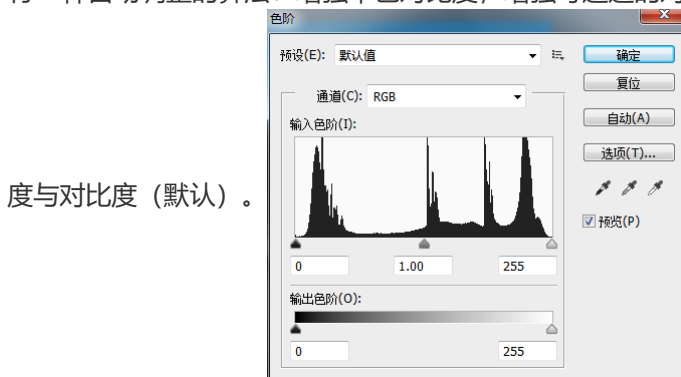 色阶
预设(E): 默认值
确定
复位
通道(C): RGB
自动(A)
输入色阶(I):
选项(T)...
度与对比度（默认）。
预览(P)
0 1.00 255
输出色阶(O):
0 255